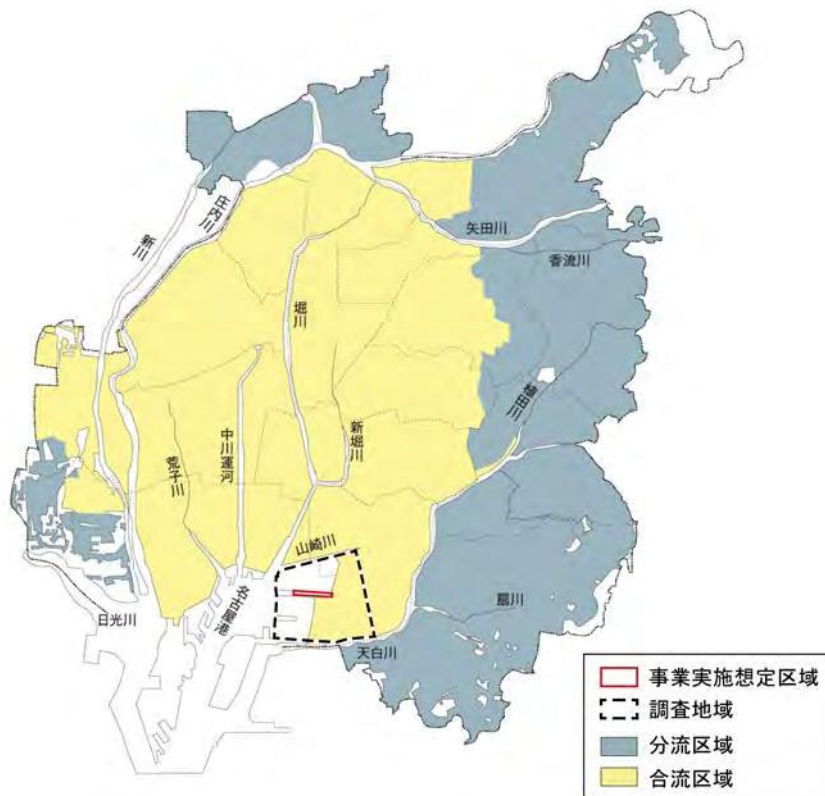 庄内川
新川
矢田川
香流川
堀川
植田川
新堀川
中川運河
荒子川
山崎川
名古屋港
日光川
扇川
天白川
事業実施想定区域
調査地域
分流区域
合流区域